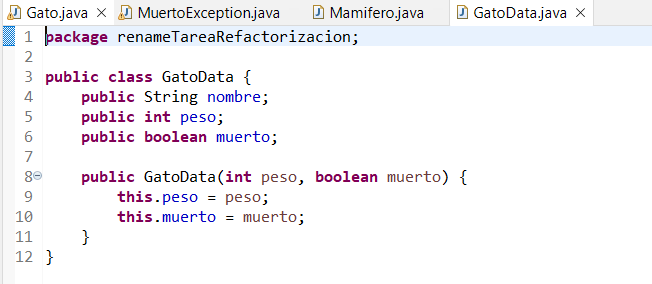 Gato.java MuertoException.java Mamifero.java GatoData.java
1 package renameTareaRefactorizacion;
2
3 public class GatoData {
4     public String nombre;
5     public int peso;
6     public boolean muerto;
7
8     public GatoData(int peso, boolean muerto) {
9         this.peso = peso;
10         this.muerto = muerto;
11     }
12 }